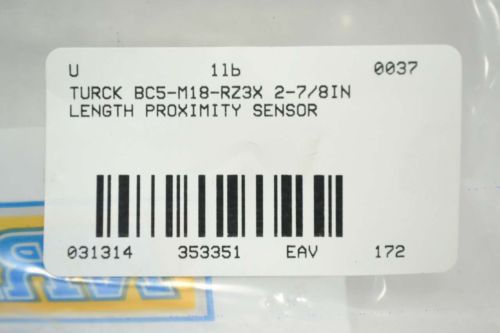 U 1lb 0037
TURCK BC5-M18-RZ3X 2-7/8IN
LENGTH PROXIMITY SENSOR
031314 353351 EAV 172